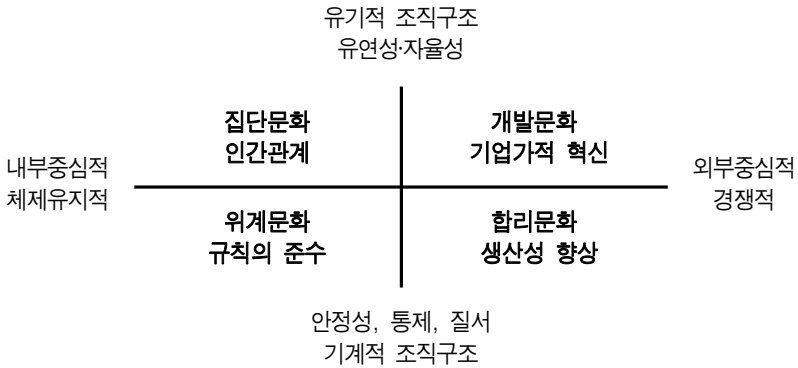 유기적 조직구조
유연성·자율성
집단문화
인간관계
개발문화
기업가적 혁신
내부중심적
체제유지적
외부중심적
경쟁적
위계문화
규칙의 준수
합리문화
생산성 향상
안정성, 통제, 질서
기계적 조직구조